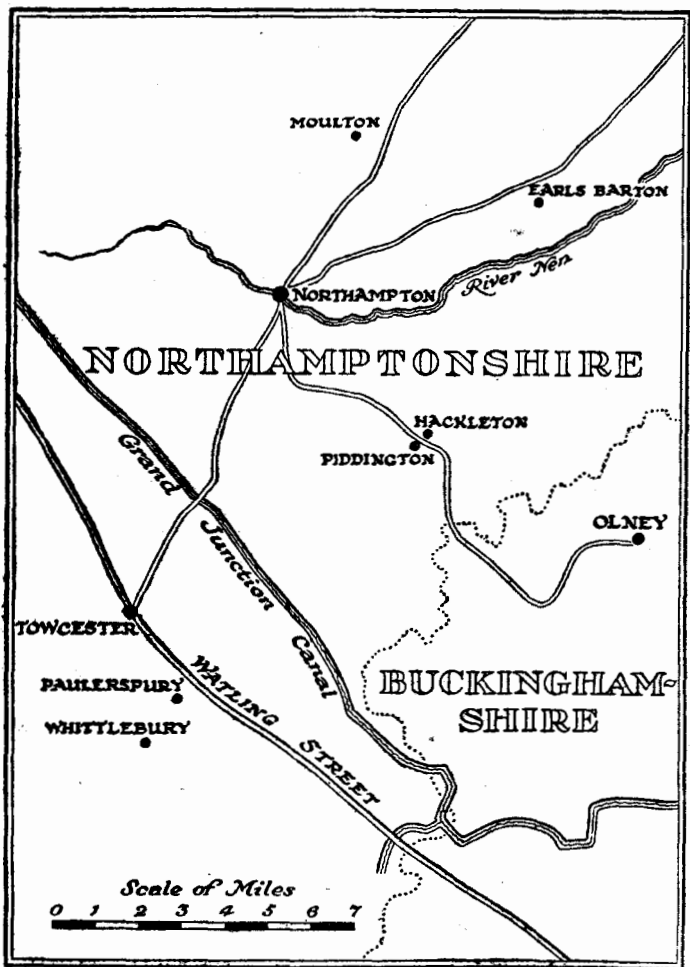 MOULTON
EARLS BARTON
River Nen
NORTHAMPTON
NORTHAMPTONSHIRE
HACKLETON
PIDDINGTON
Grand Junction Canal
OLNEY
TOWCESTER
PAULERSPURY
WHITTLEBURY
WATLING STREET
BUCKINGHAM-
SHIRE
Scale of Miles
0 1 2 3 4 5 6 7